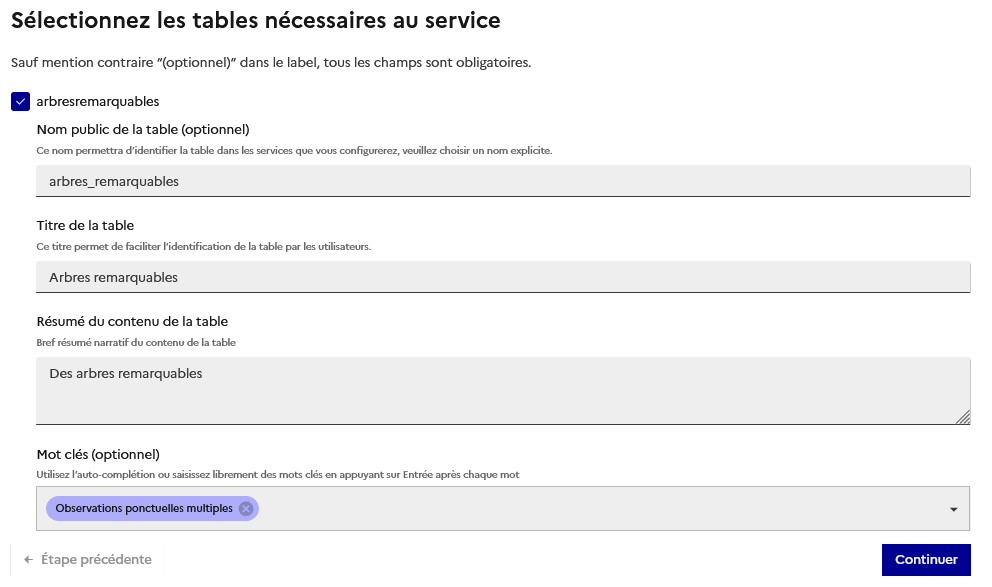 Sélectionnez les tables nécessaires au service
Sauf mention contraire “(optionnel)” dans le label, tous les champs sont obligatoires.
arbresremarquables
Nom public de la table (optionnel)
Ce nom permettra d’identifier la table dans les services que vous configurerez, veuillez choisir un nom explicite.
arbres_remarquables
Titre de la table
Ce titre permet de faciliter l’identification de la table par les utilisateurs.
Arbres remarquables
Résumé du contenu de la table
Bref résumé narratif du contenu de la table
Des arbres remarquables
Mot clés (optionnel)
Utilisez l’auto-complétion ou saisissez librement des mots clés en appuyant sur Entrée après chaque mot
Observations ponctuelles multiples
Étape précédente
Continuer